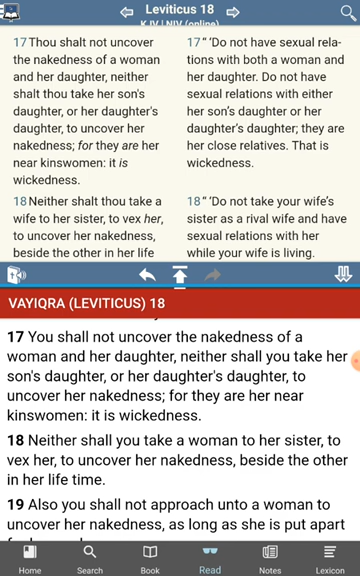 Leviticus 18
KJV | NIV (online)
17 Thou shalt not uncover
the nakedness of a woman
and her daughter, neither
shalt thou take her son's
daughter, or her daughter's
daughter, to uncover her
nakedness; for they are her
near kinswomen: it is
wickedness.
18 Neither shalt thou take a
wife to her sister, to vex her,
to uncover her nakedness,
beside the other in her life
17 “ ‘Do not have sexual rela-
tions with both a woman and
her daughter. Do not have
sexual relations with either
her son’s daughter or her
daughter’s daughter; they are
her close relatives. That is
wickedness.
18 “ ‘Do not take your wife’s
sister as a rival wife and have
sexual relations with her
while your wife is living.
VAYIQRA (LEVITICUS) 18
17 You shall not uncover the nakedness of a
woman and her daughter, neither shall you take her
son's daughter, or her daughter's daughter, to
uncover her nakedness; for they are her near
kinswomen: it is wickedness.
18 Neither shall you take a woman to her sister, to
vex her, to uncover her nakedness, beside the other
in her life time.
19 Also you shall not approach unto a woman to
uncover her nakedness, as long as she is put apart
Home
Search
Book
Read
Notes
Lexicon